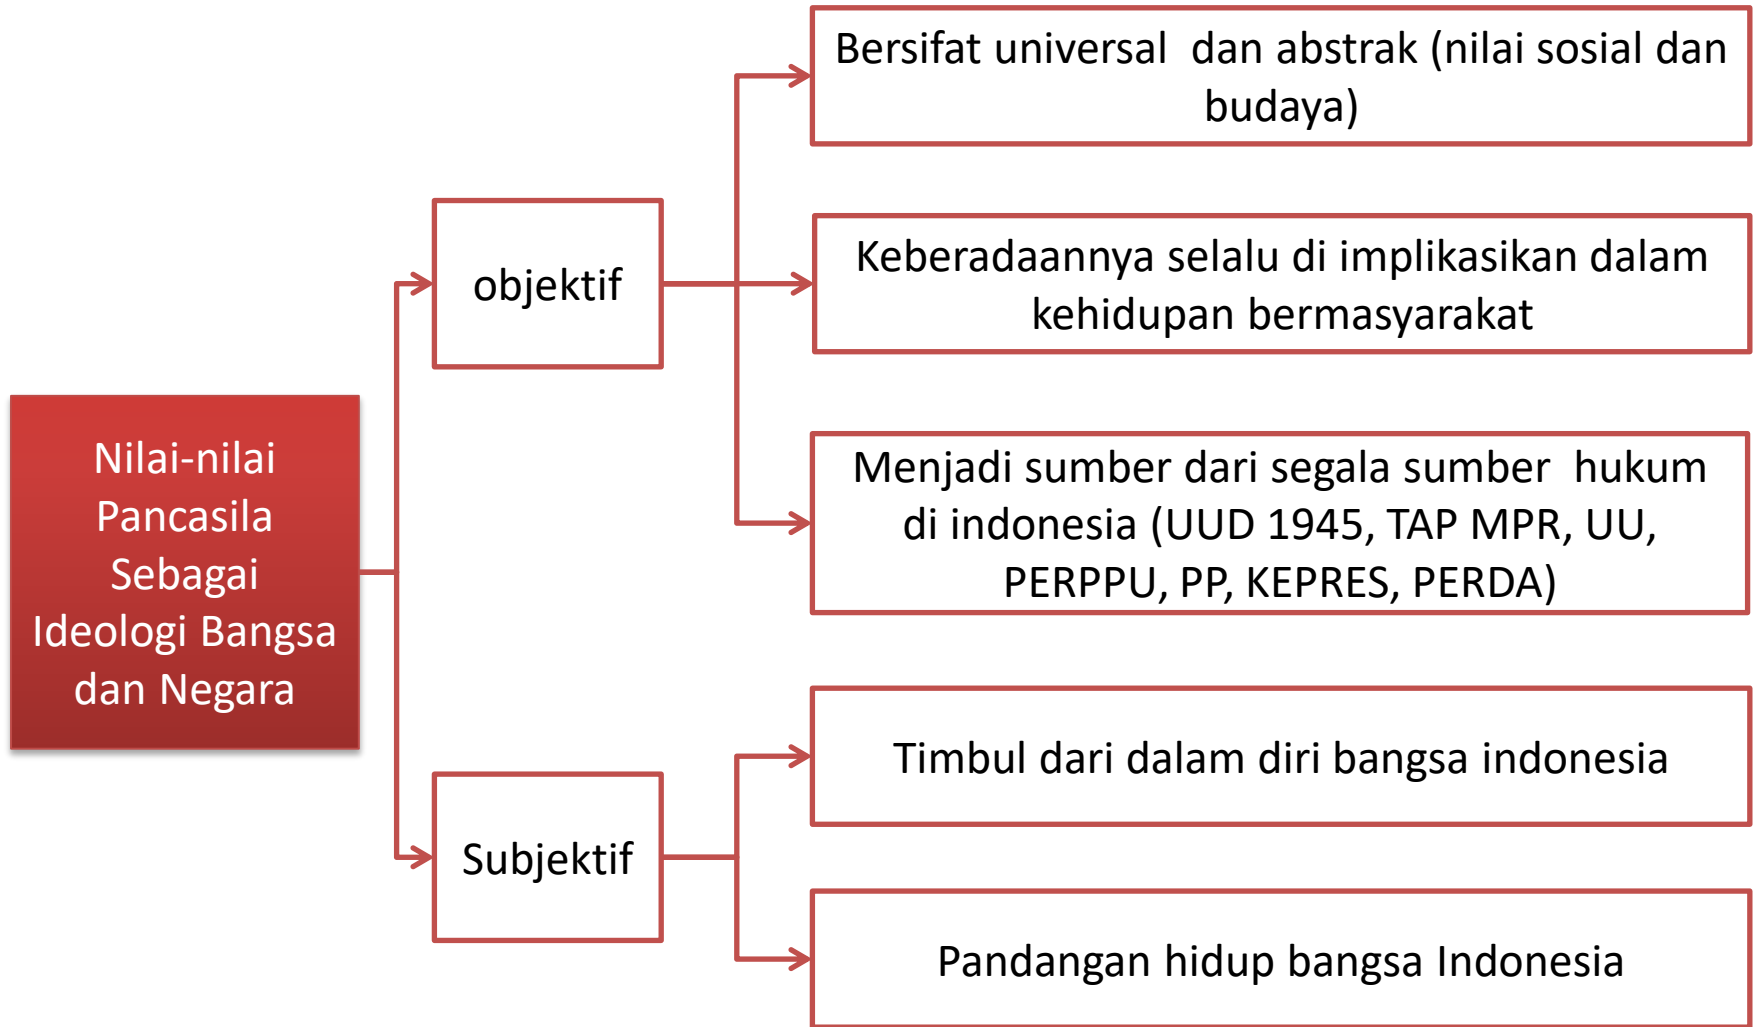 Nilai-nilai
Pancasila
Sebagai
Ideologi Bangsa
dan Negara
objektif
Bersifat universal  dan abstrak (nilai sosial dan
budaya)
Keberadaannya selalu di implikasikan dalam
kehidupan bermasyarakat
Menjadi sumber dari segala sumber  hukum
di indonesia (UUD 1945, TAP MPR, UU,
PERPPU, PP, KEPRES, PERDA)
Subjektif
Timbul dari dalam diri bangsa indonesia
Pandangan hidup bangsa Indonesia